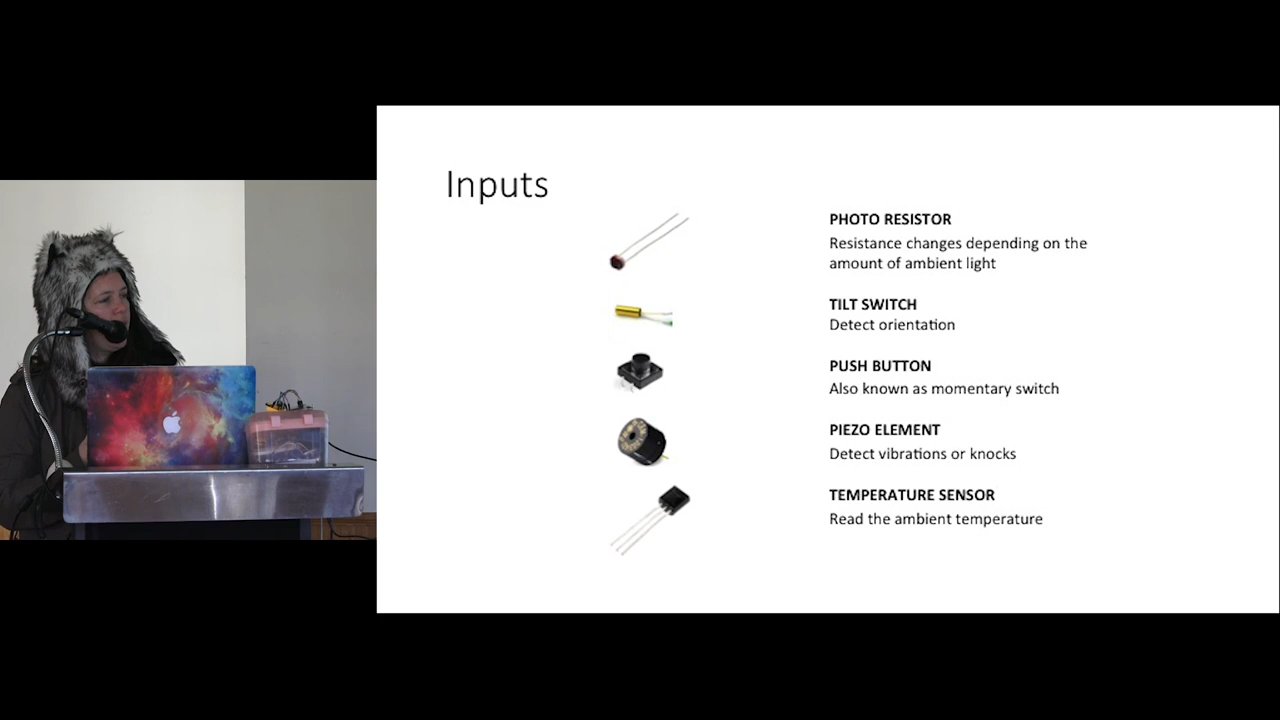 Inputs
PHOTO RESISTOR
Resistance changes depending on the
amount of ambient light
TILT SWITCH
Detect orientation
PUSH BUTTON
Also known as momentary switch
PIEZO ELEMENT
Detect vibrations or knocks
TEMPERATURE SENSOR
Read the ambient temperature